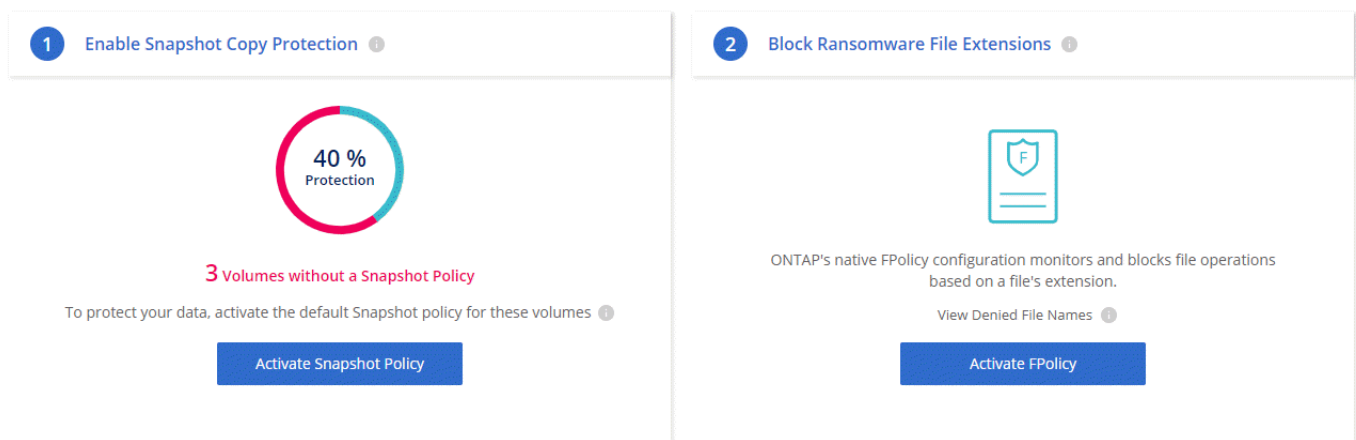 1 Enable Snapshot Copy Protection i
40 %
Protection
3 Volumes without a Snapshot Policy
To protect your data, activate the default Snapshot policy for these volumes i
Activate Snapshot Policy
2 Block Ransomware File Extensions i
F
ONTAP's native FPolicy configuration monitors and blocks file operations
based on a file's extension.
View Denied File Names i
Activate FPolicy